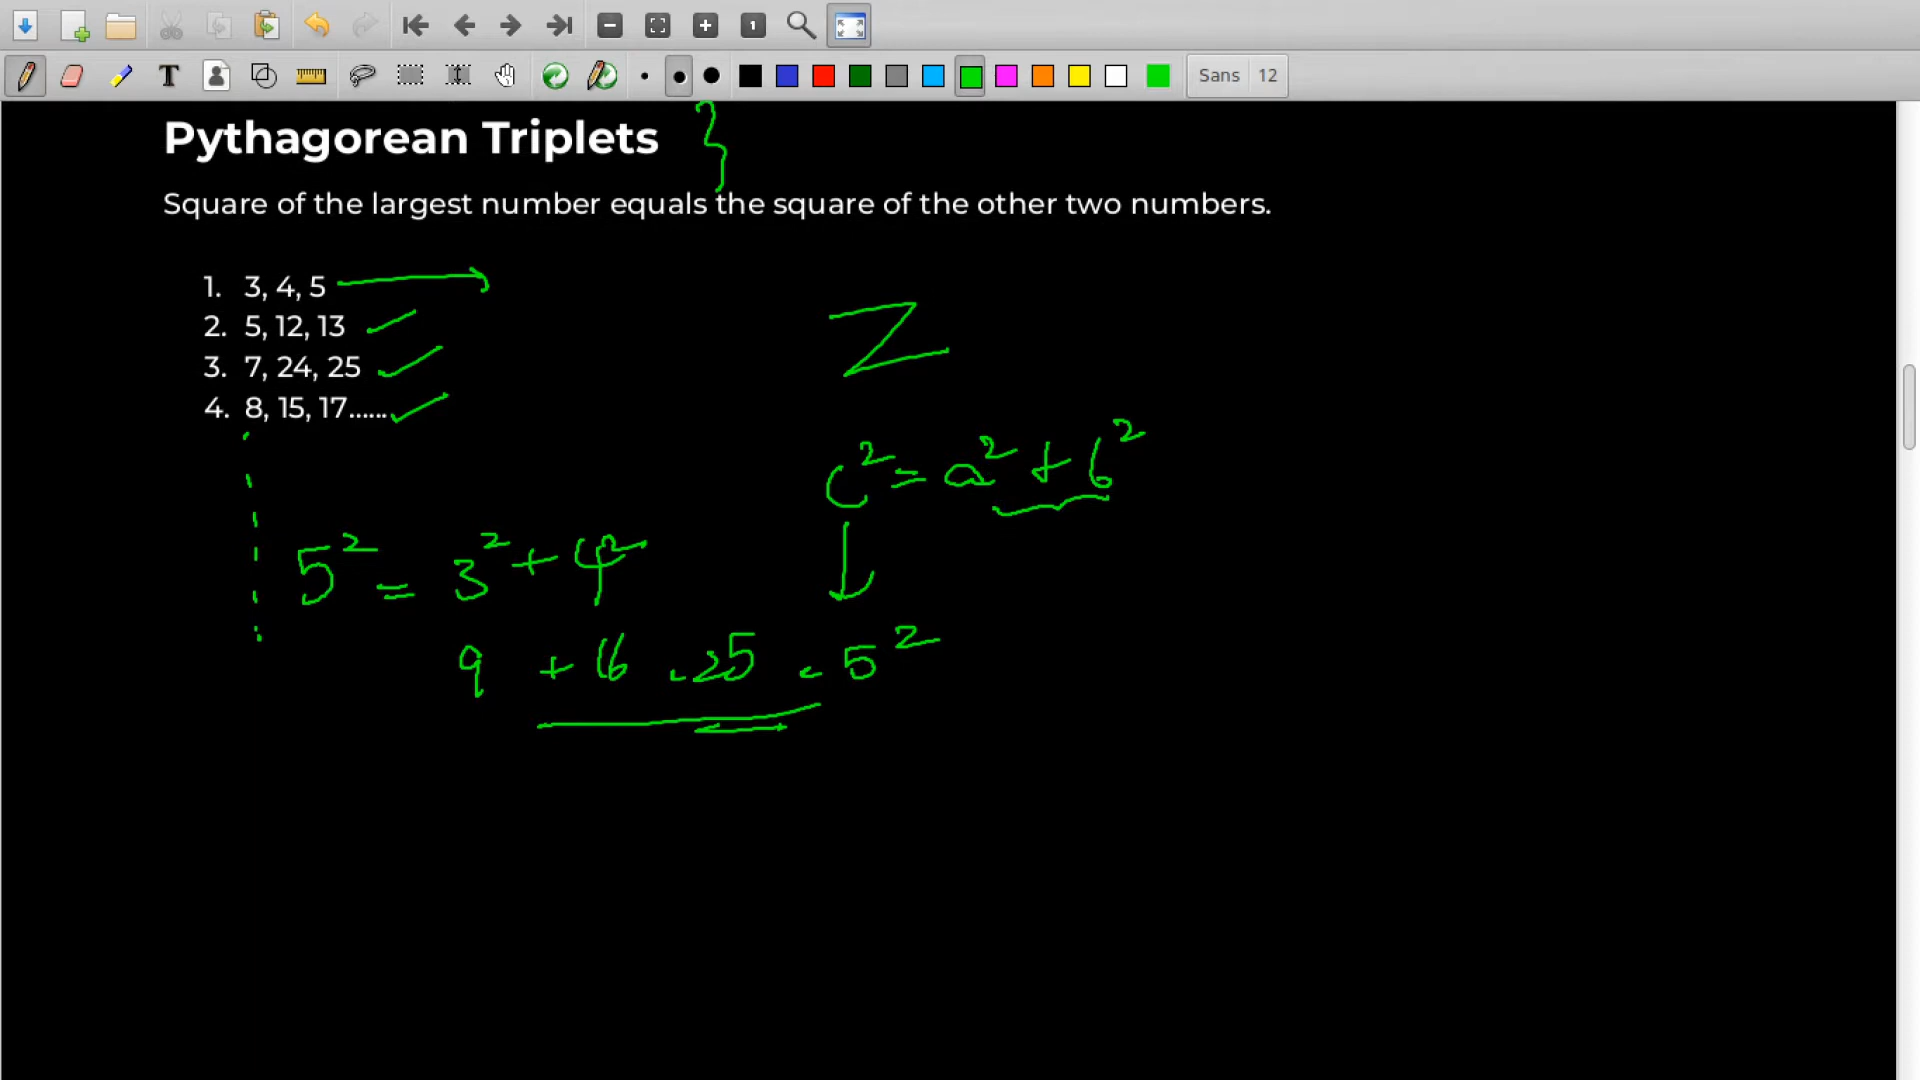 Sans 12
Pythagorean Triplets
Square of the largest number equals the square of the other two numbers.
1. 3, 4, 5
2. 5, 12, 13
3. 7, 24, 25
4. 8, 15, 17......
Z
c² = a² + b²
5² = 3² + 4²
9 + 16 = 25 = 5²